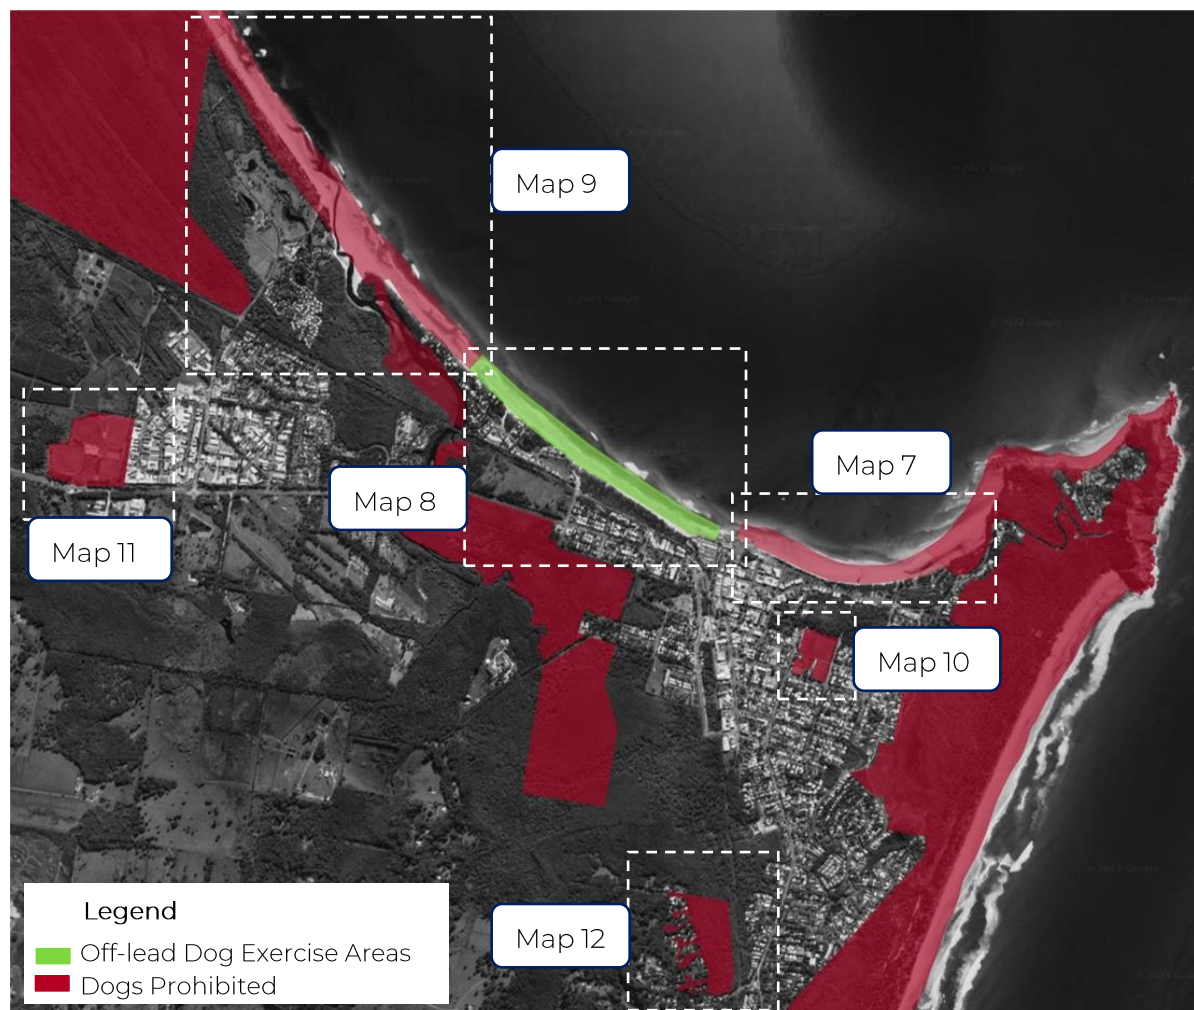 Map 9
Map 7
Map 8
Map 11
Map 10
Map 12
Legend
Off-lead Dog Exercise Areas
Dogs Prohibited